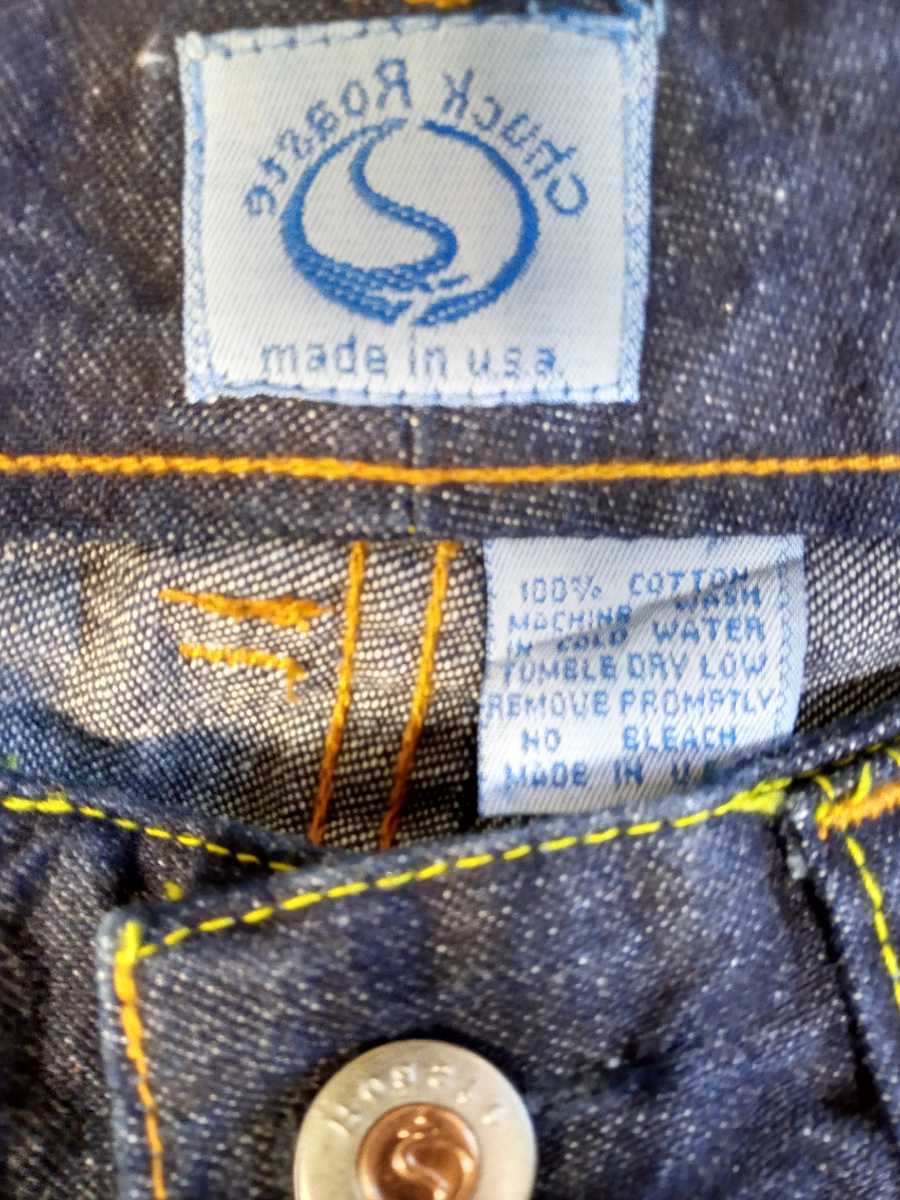 Chuck Roaste
made in u.s.a.
100% COTTON
MACHINE WASH
IN COLD WATER
TUMBLE DRY LOW
REMOVE PROMPTLY
NO BLEACH
MADE IN U